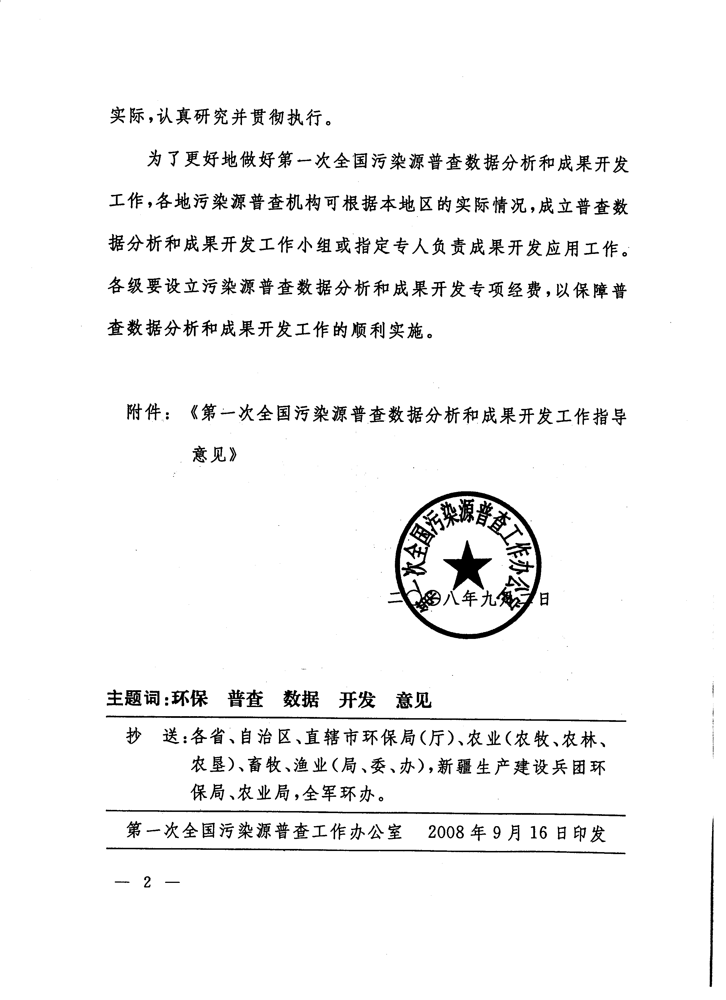 实际,认真研究并贯彻执行。
为了更好地做好第一次全国污染源普查数据分析和成果开发
工作,各地污染源普查机构可根据本地区的实际情况,成立普查数
据分析和成果开发工作小组或指定专人负责成果开发应用工作。
各级要设立污染源普查数据分析和成果开发专项经费,以保障普
查数据分析和成果开发工作的顺利实施。
附件:《第一次全国污染源普查数据分析和成果开发工作指导
意见》
第一次全国污染源普查工作办公室
二〇〇八年九月 日
主题词:环保 普查 数据 开发 意见
抄 送:各省、自治区、直辖市环保局(厅)、农业(农牧、农林、
农垦)、畜牧、渔业(局、委、办),新疆生产建设兵团环
保局、农业局,全军环办。
第一次全国污染源普查工作办公室 2008年9月16日印发
— 2 —